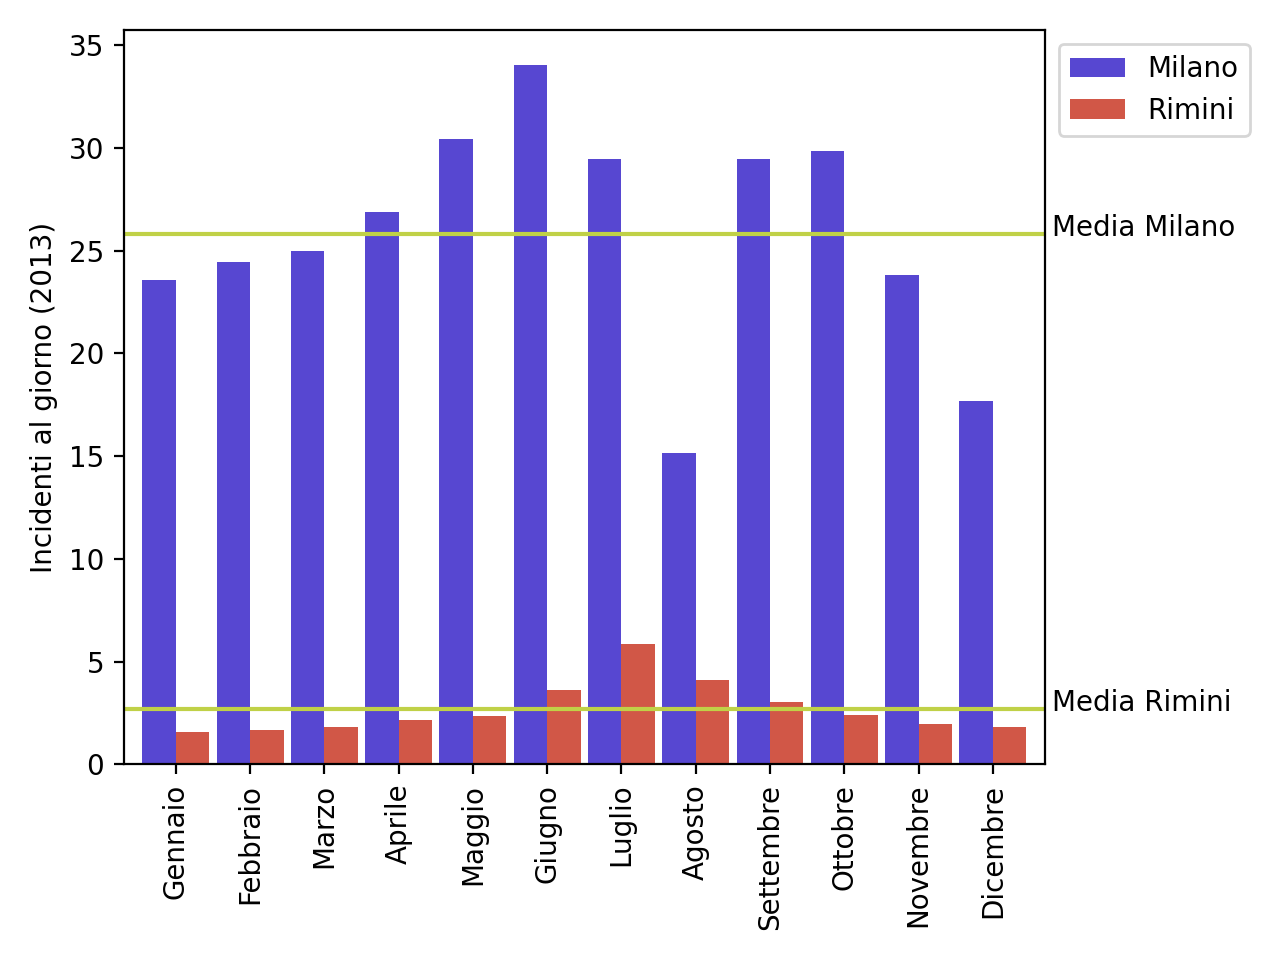 Incidenti al giorno (2013)
35
30
25
20
15
10
5
0
Milano
Rimini
Media Milano
Media Rimini
Gennaio
Febbraio
Marzo
Aprile
Maggio
Giugno
Luglio
Agosto
Settembre
Ottobre
Novembre
Dicembre